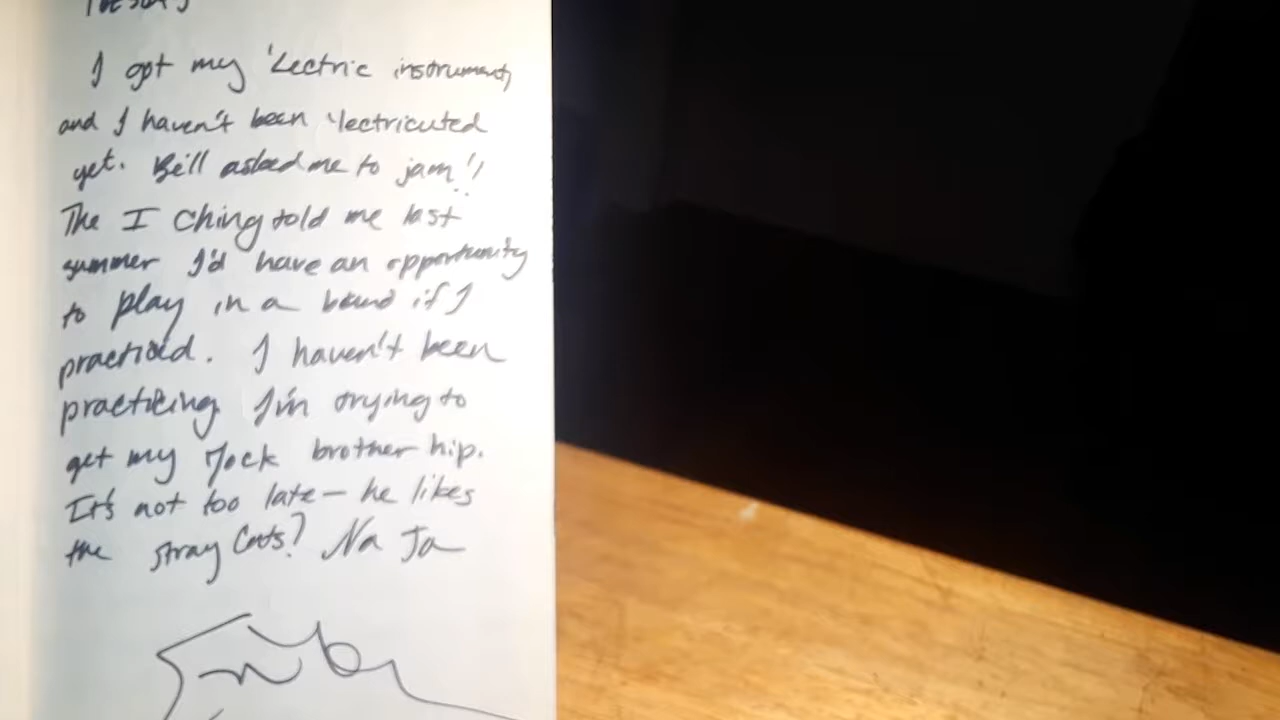 Tuesday
I got my 'Lectric instrument,
and I haven't been 'lectricuted
yet. Bill asked me to jam!!
The I Ching told me last
summer I'd have an opportunity
to play in a band if I
practiced. I haven't been
practicing. I'm trying to
get my Jock brother hip.
It's not too late — he likes
the Stray Cats? Na Ja